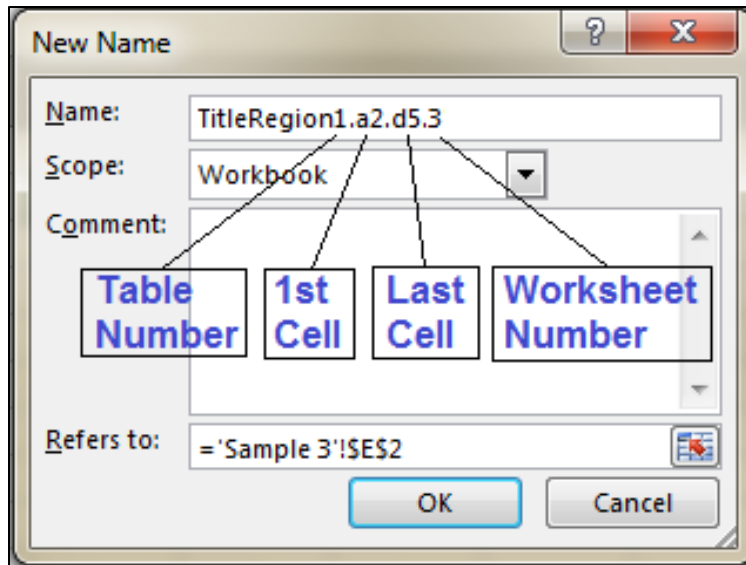 New Name
Name: TitleRegion1.a2.d5.3
Scope: Workbook
Comment:
Table Number
1st Cell
Last Cell
Worksheet Number
Refers to: ='Sample 3'!$E$2
OK Cancel